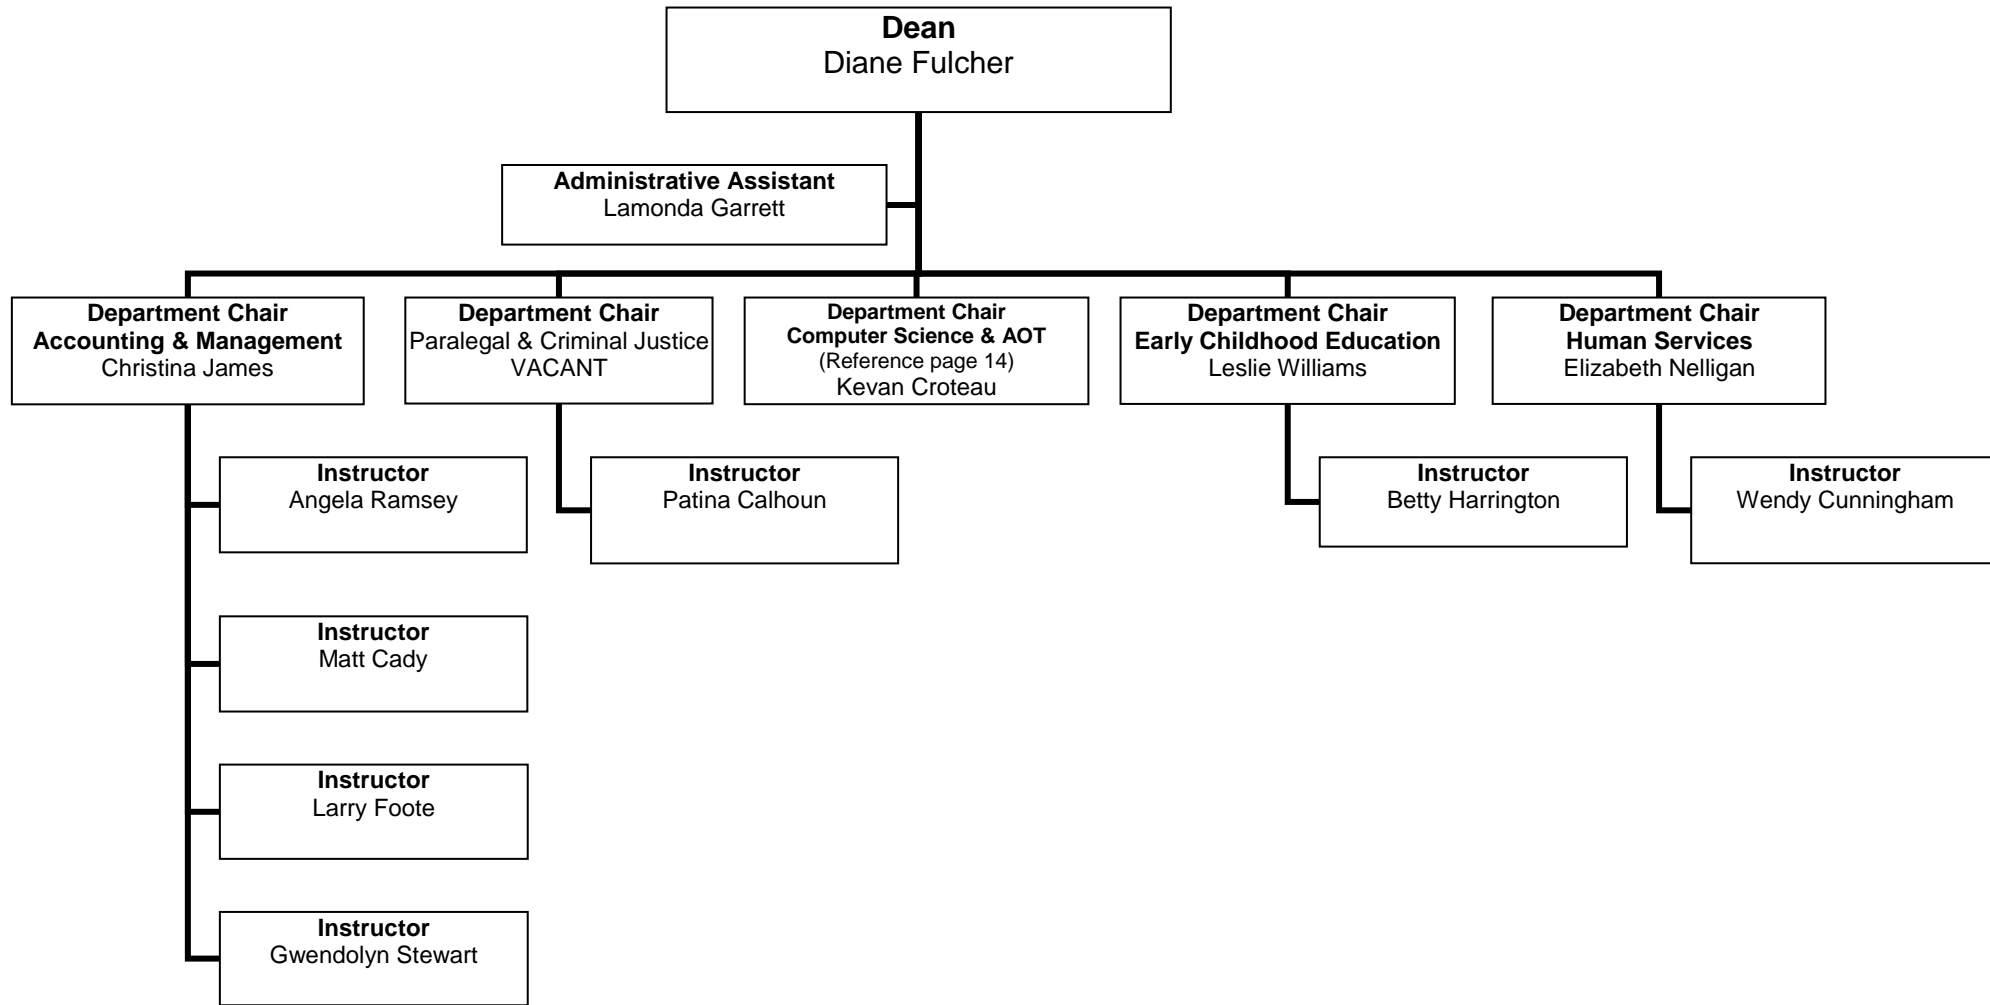 Dean
Diane Fulcher
Administrative Assistant
Lamonda Garrett
Department Chair
Accounting & Management
Christina James
Department Chair
Paralegal & Criminal Justice
VACANT
Department Chair
Computer Science & AOT
(Reference page 14)
Kevan Croteau
Department Chair
Early Childhood Education
Leslie Williams
Department Chair
Human Services
Elizabeth Nelligan
Instructor
Angela Ramsey
Instructor
Patina Calhoun
Instructor
Betty Harrington
Instructor
Wendy Cunningham
Instructor
Matt Cady
Instructor
Larry Foote
Instructor
Gwendolyn Stewart